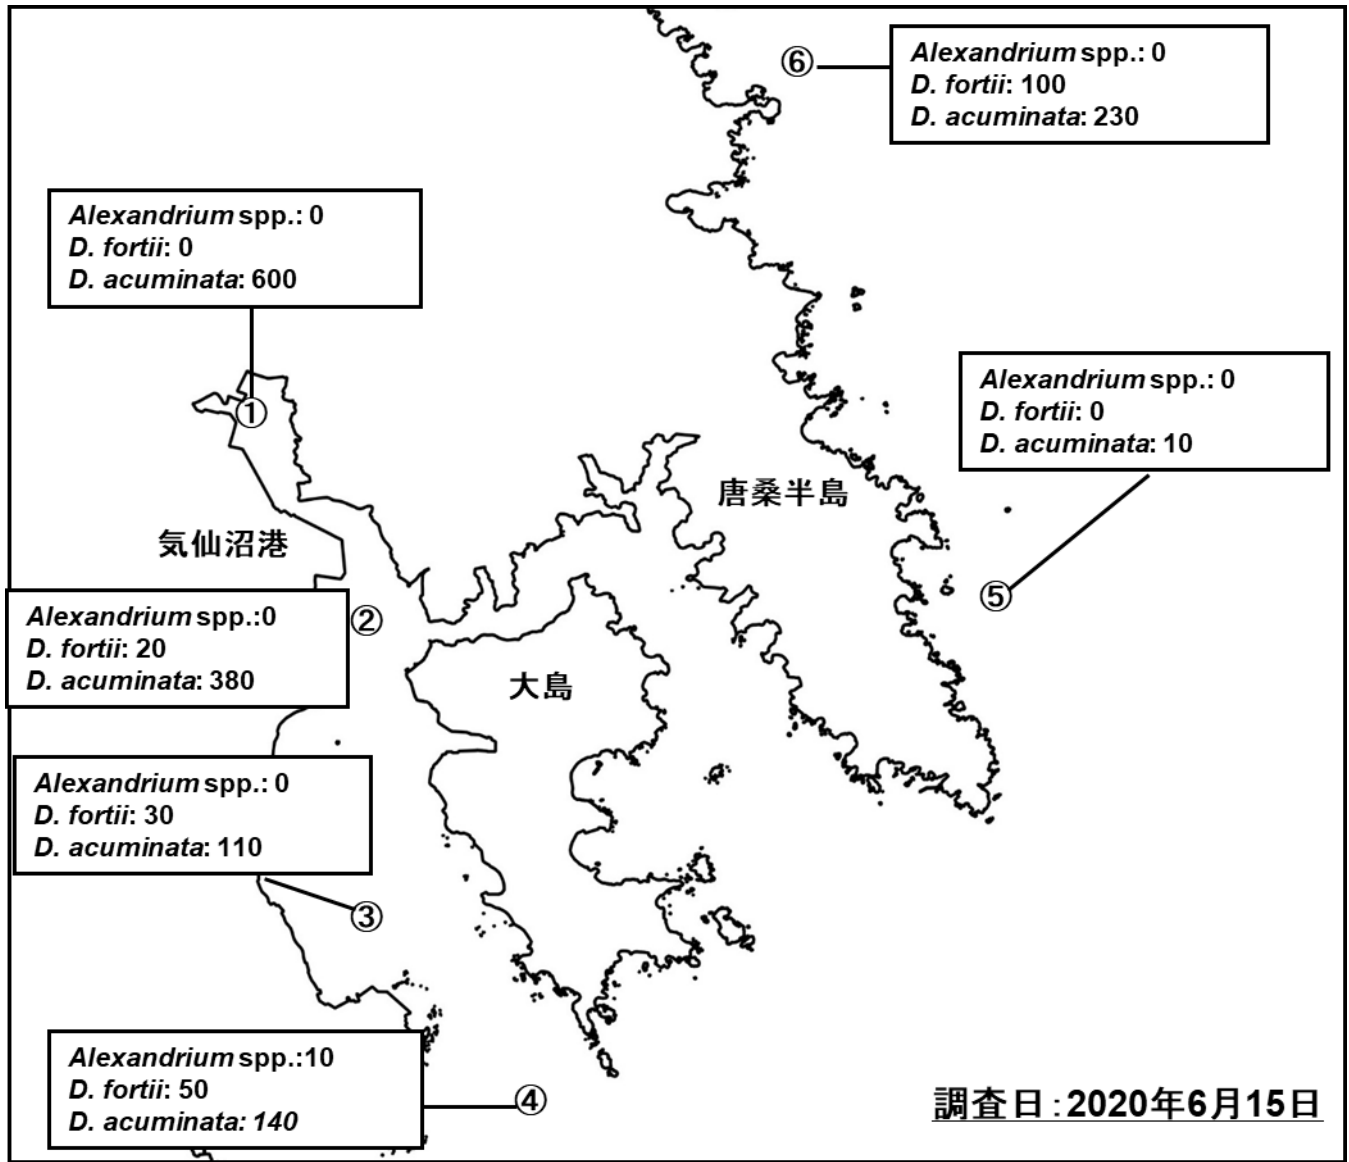 ⑥
Alexandrium spp.: 0
D. fortii: 100
D. acuminata: 230
Alexandrium spp.: 0
D. fortii: 0
D. acuminata: 600
①
Alexandrium spp.: 0
D. fortii: 0
D. acuminata: 10
唐桑半島
気仙沼港
⑤
Alexandrium spp.:0
D. fortii: 20
D. acuminata: 380
②
大島
Alexandrium spp.: 0
D. fortii: 30
D. acuminata: 110
③
Alexandrium spp.:10
D. fortii: 50
D. acuminata: 140
④
調査日:2020年6月15日